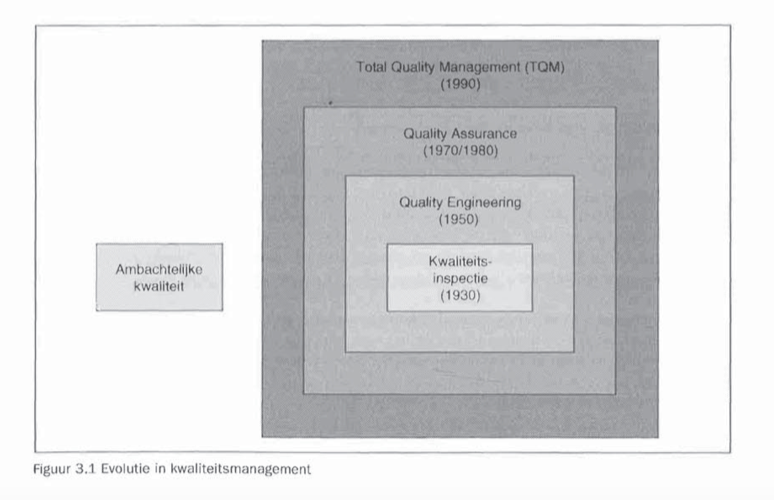 Total Quality Management (TQM)
(1990)
Quality Assurance
(1970/1980)
Quality Engineering
(1950)
Kwaliteits-
inspectie
(1930)
Ambachtelijke
kwaliteit
Figuur 3.1 Evolutie in kwaliteitsmanagement